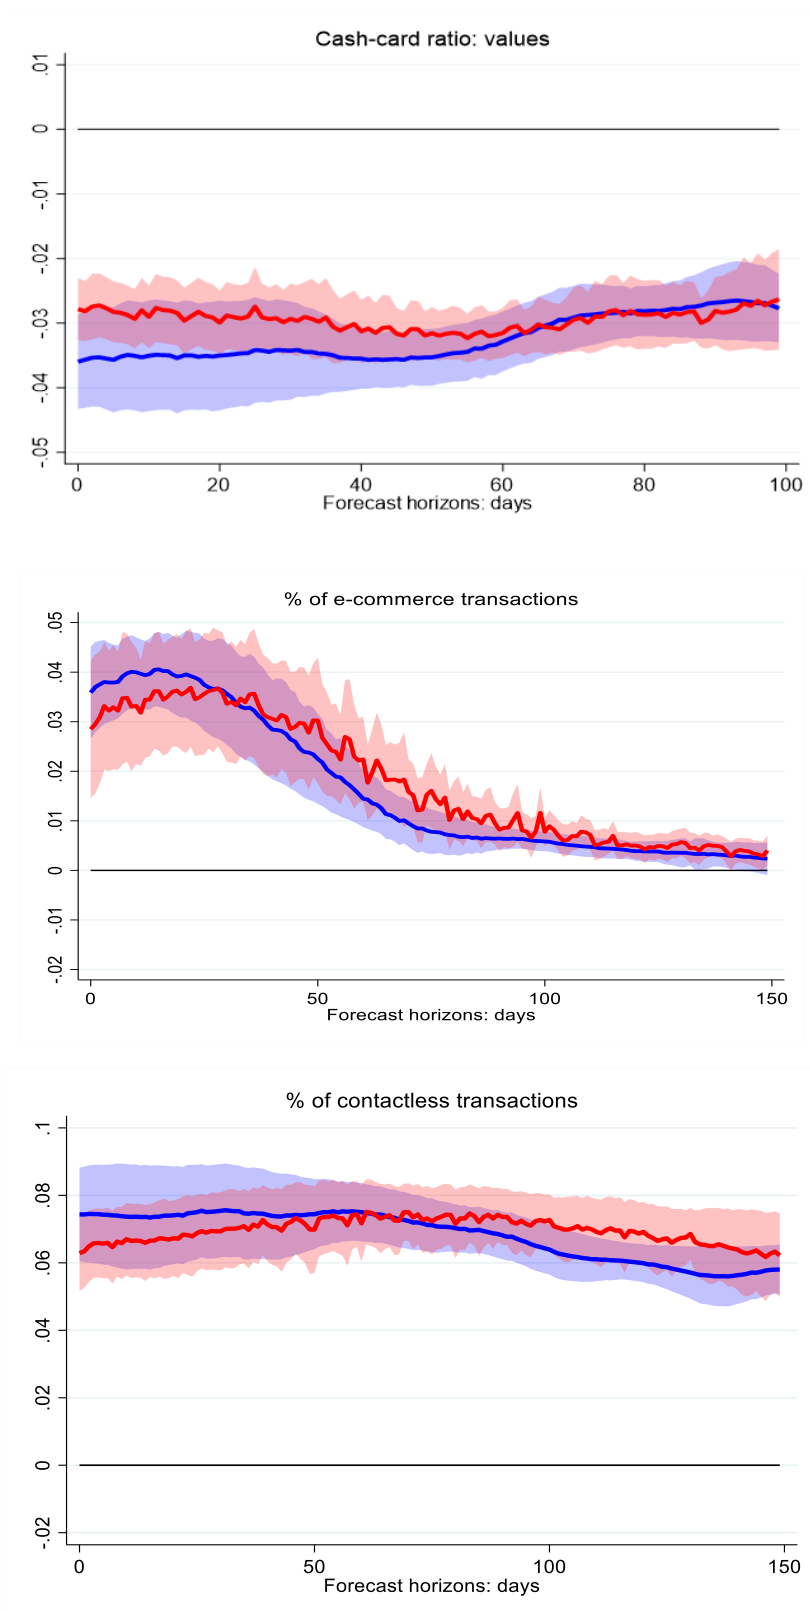 Cash-card ratio: values
.01
0
-.01
-.02
-.03
-.04
-.05
0 20 40 60 80 100
Forecast horizons: days
% of e-commerce transactions
.05
.04
.03
.02
.01
0
-.01
-.02
0 50 100 150
Forecast horizons: days
% of contactless transactions
.1
.08
.06
.04
.02
0
-.02
0 50 100 150
Forecast horizons: days